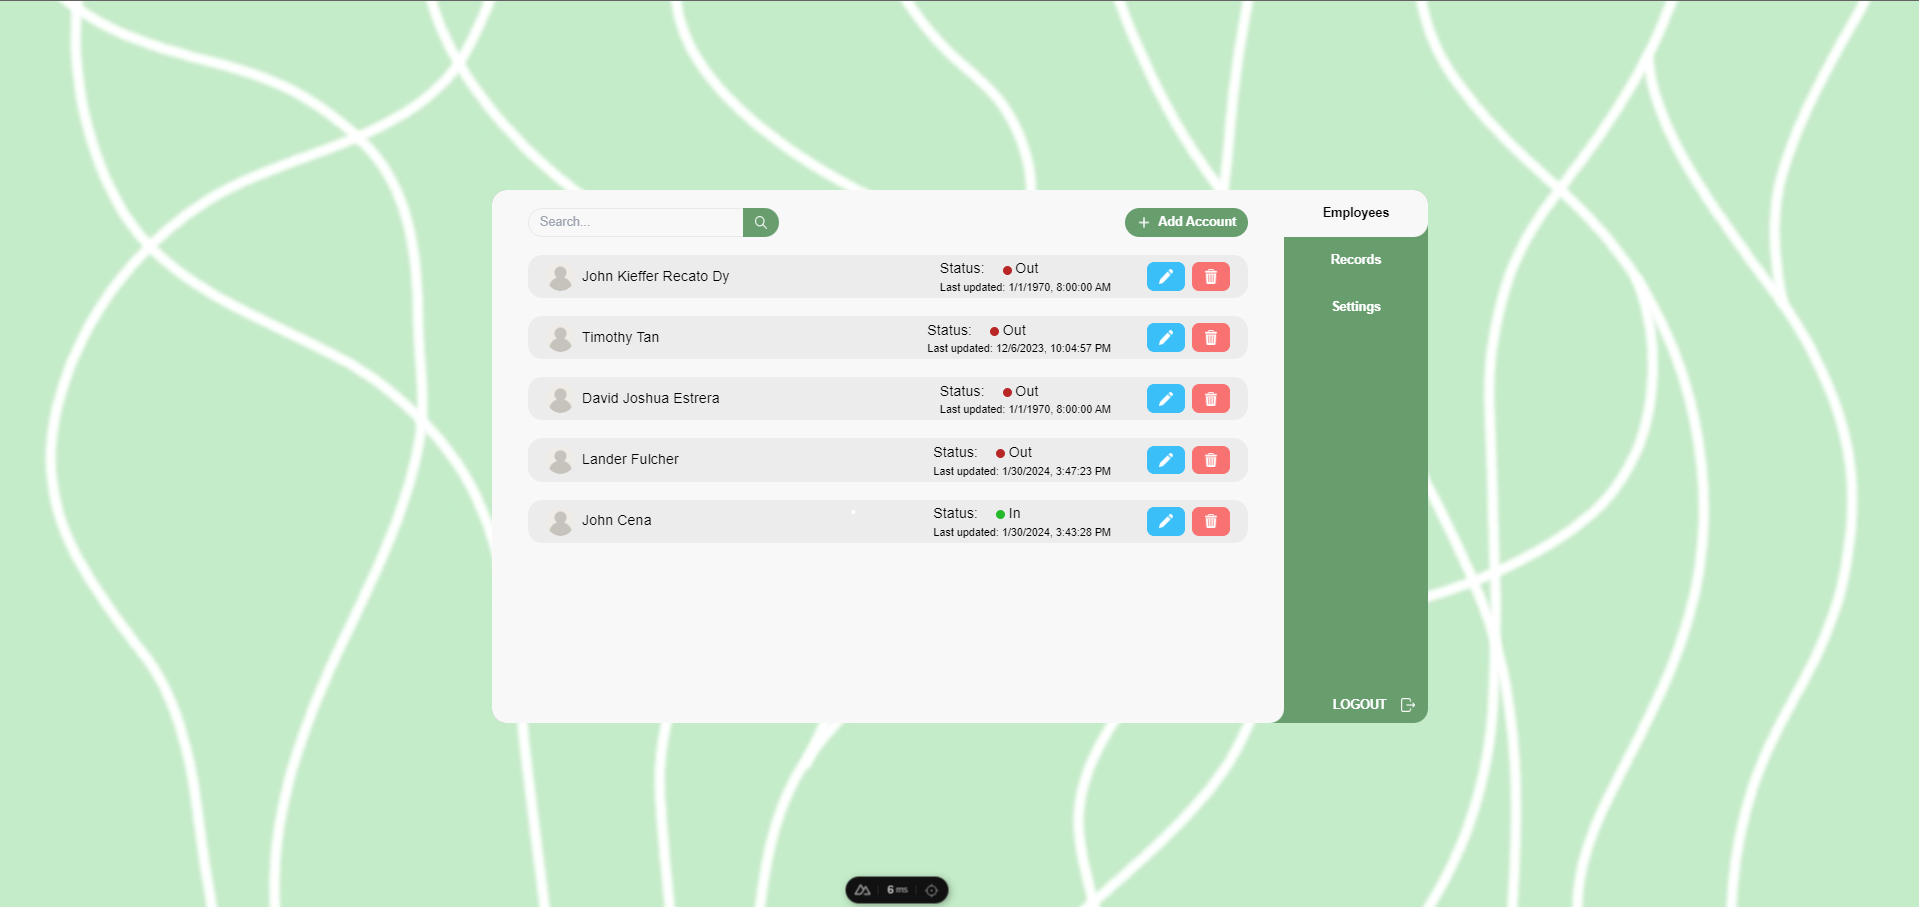 Search...
Add Account
Employees
Records
Settings
John Kieffer Recato Dy
Status: Out
Last updated: 1/1/1970, 8:00:00 AM
Timothy Tan
Status: Out
Last updated: 12/6/2023, 10:04:57 PM
David Joshua Estrera
Status: Out
Last updated: 1/1/1970, 8:00:00 AM
Lander Fulcher
Status: Out
Last updated: 1/30/2024, 3:47:23 PM
John Cena
Status: In
Last updated: 1/30/2024, 3:43:28 PM
LOGOUT
6 ms